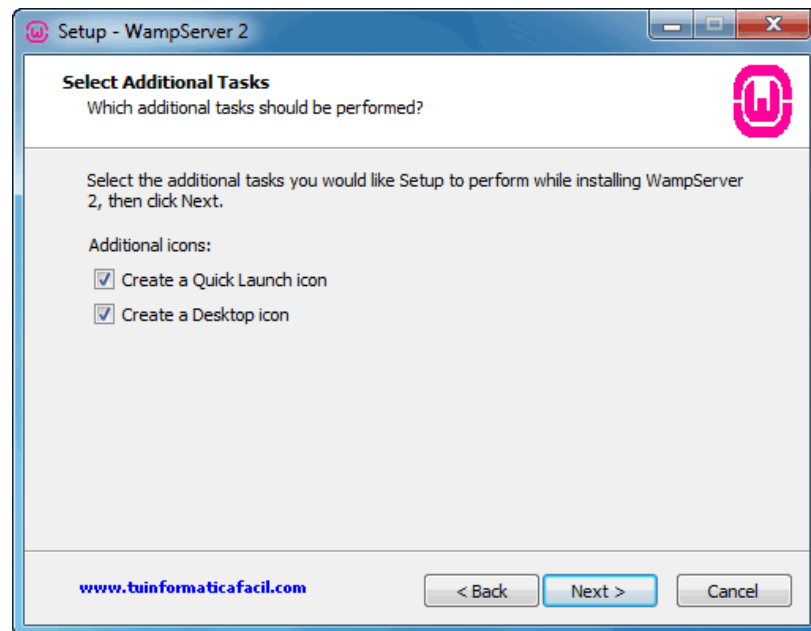 Setup - WampServer 2
Select Additional Tasks
Which additional tasks should be performed?
Select the additional tasks you would like Setup to perform while installing WampServer
2, then click Next.
Additional icons:
Create a Quick Launch icon
Create a Desktop icon
www.tuinformaticafacil.com
< Back
Next >
Cancel